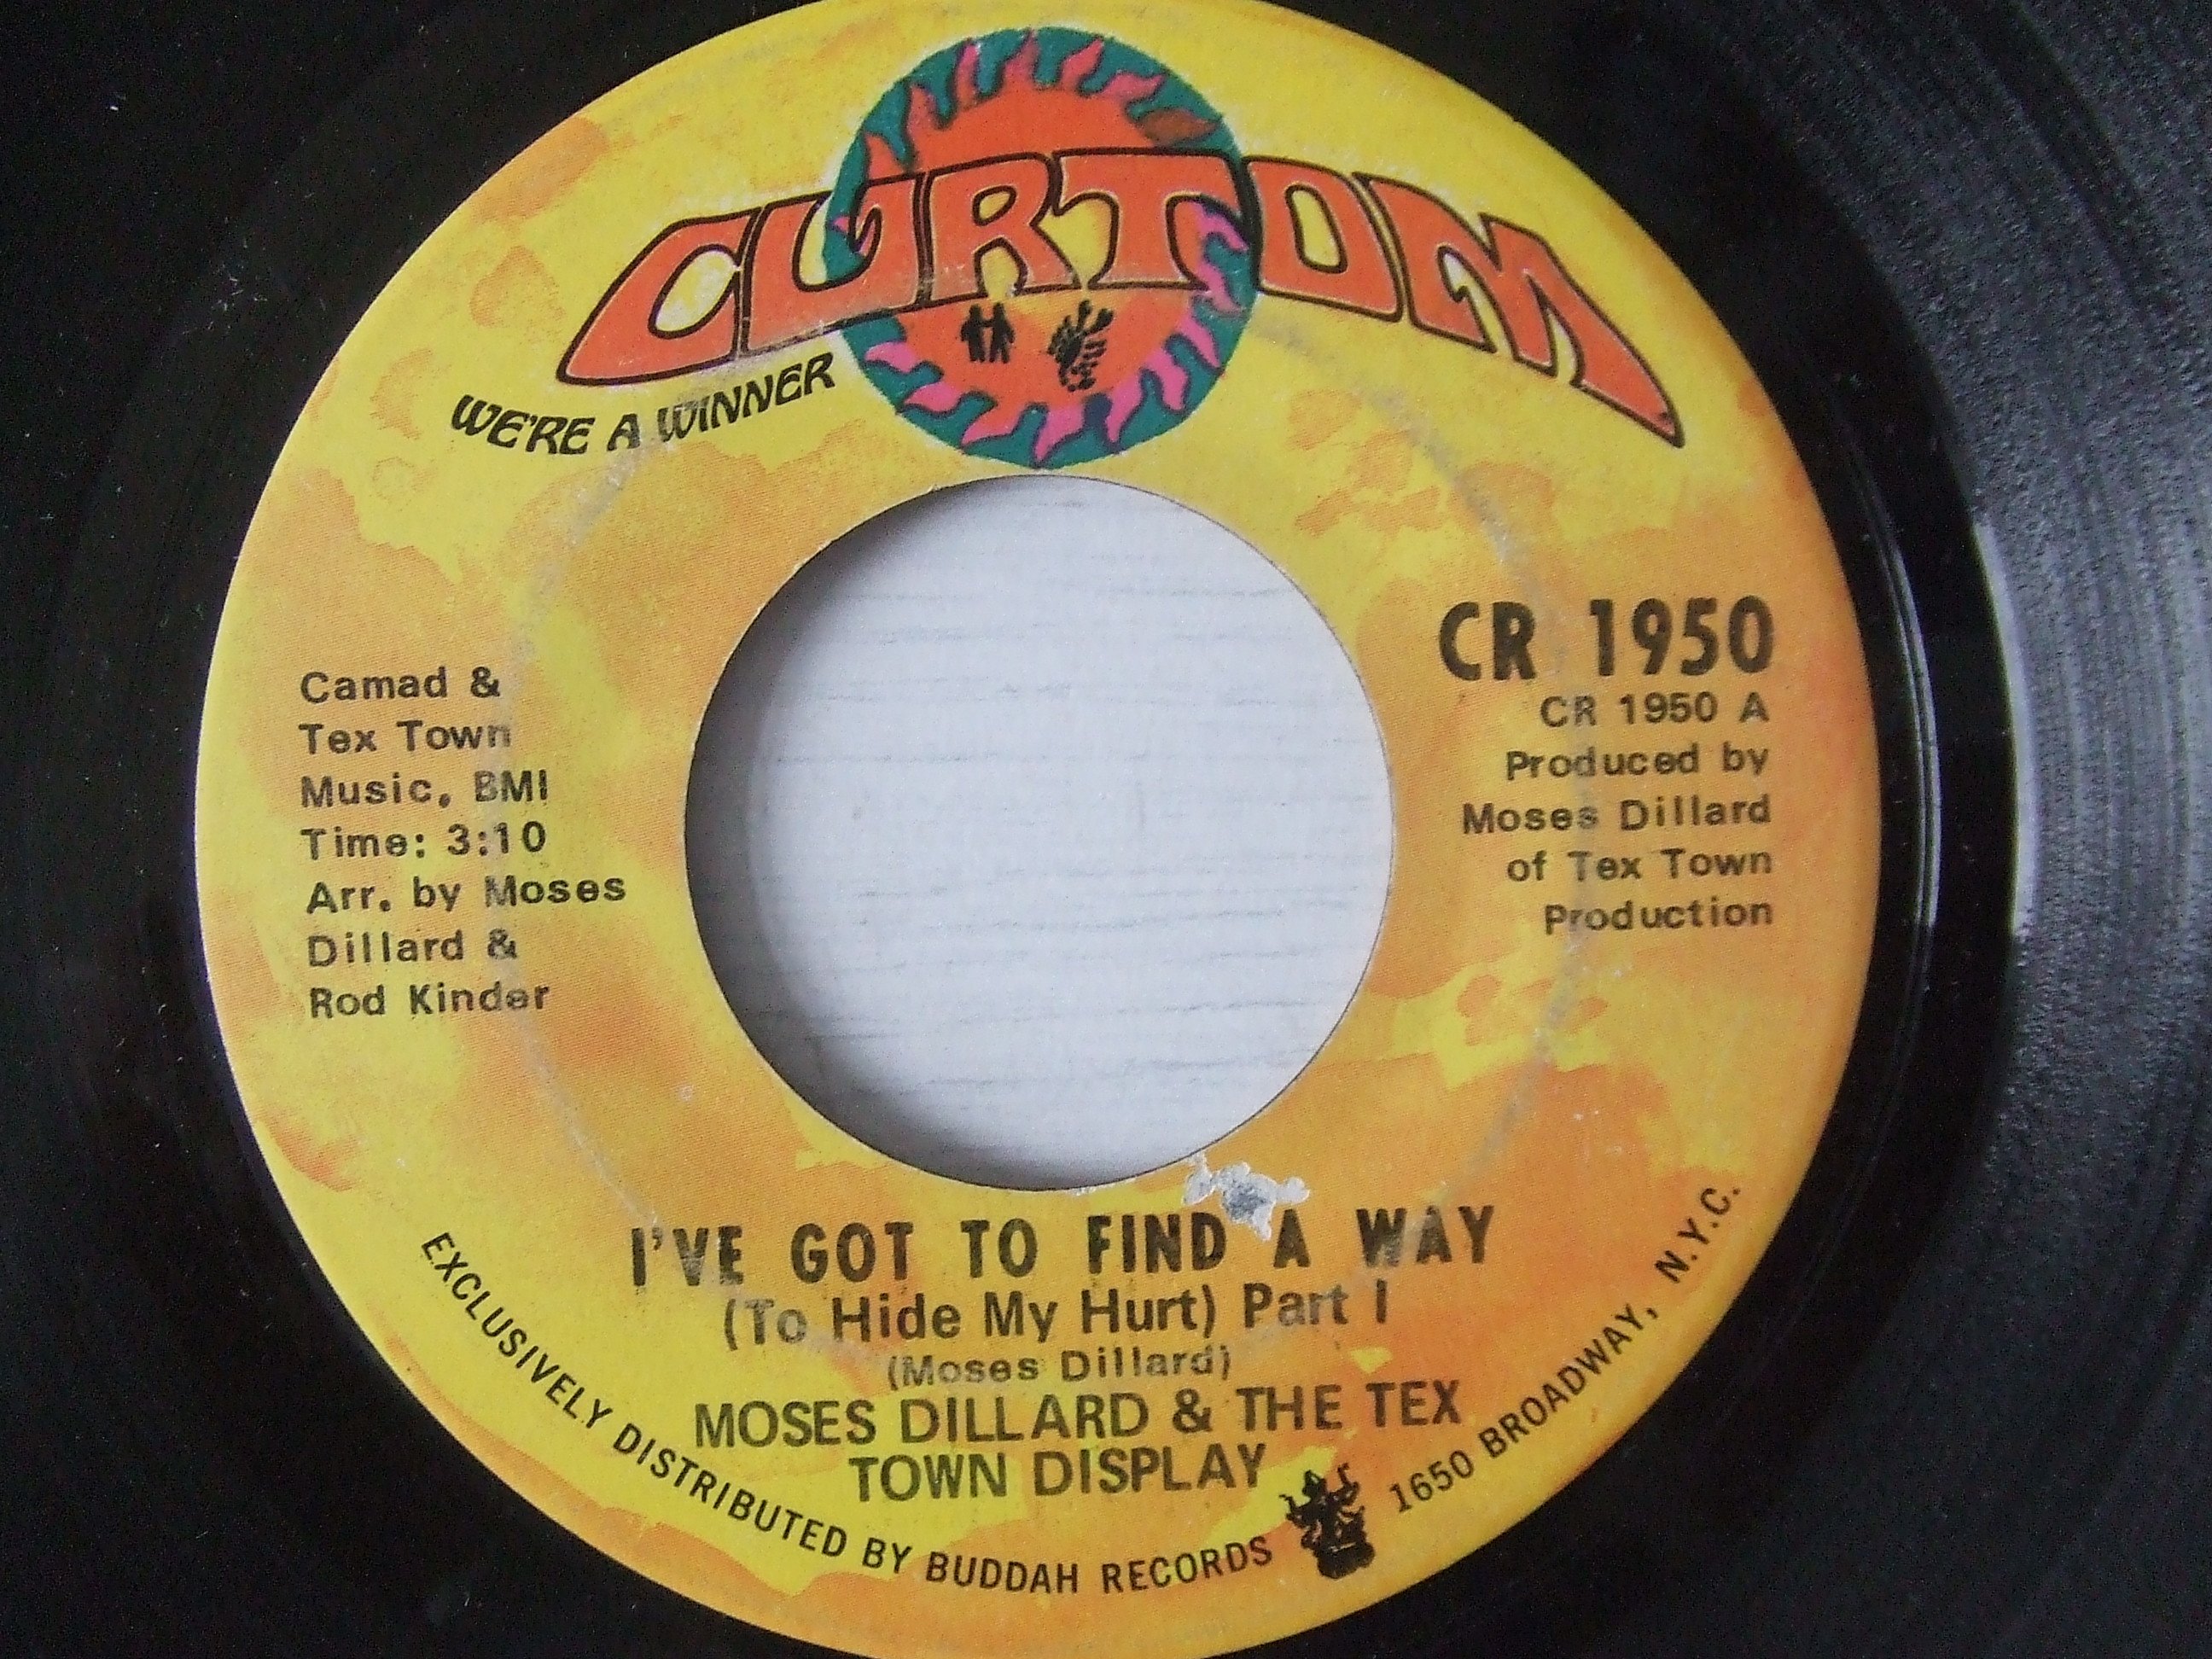 CURTOM
WE'RE A WINNER
Camad &
Tex Town
Music, BMI
Time: 3:10
Arr. by Moses
Dillard &
Rod Kinder
CR 1950
CR 1950 A
Produced by
Moses Dillard
of Tex Town
Production
I'VE GOT TO FIND A WAY
(To Hide My Hurt) Part I
(Moses Dillard)
MOSES DILLARD & THE TEX
TOWN DISPLAY
EXCLUSIVELY DISTRIBUTED BY BUDDAH RECORDS 1650 BROADWAY, N.Y.C.